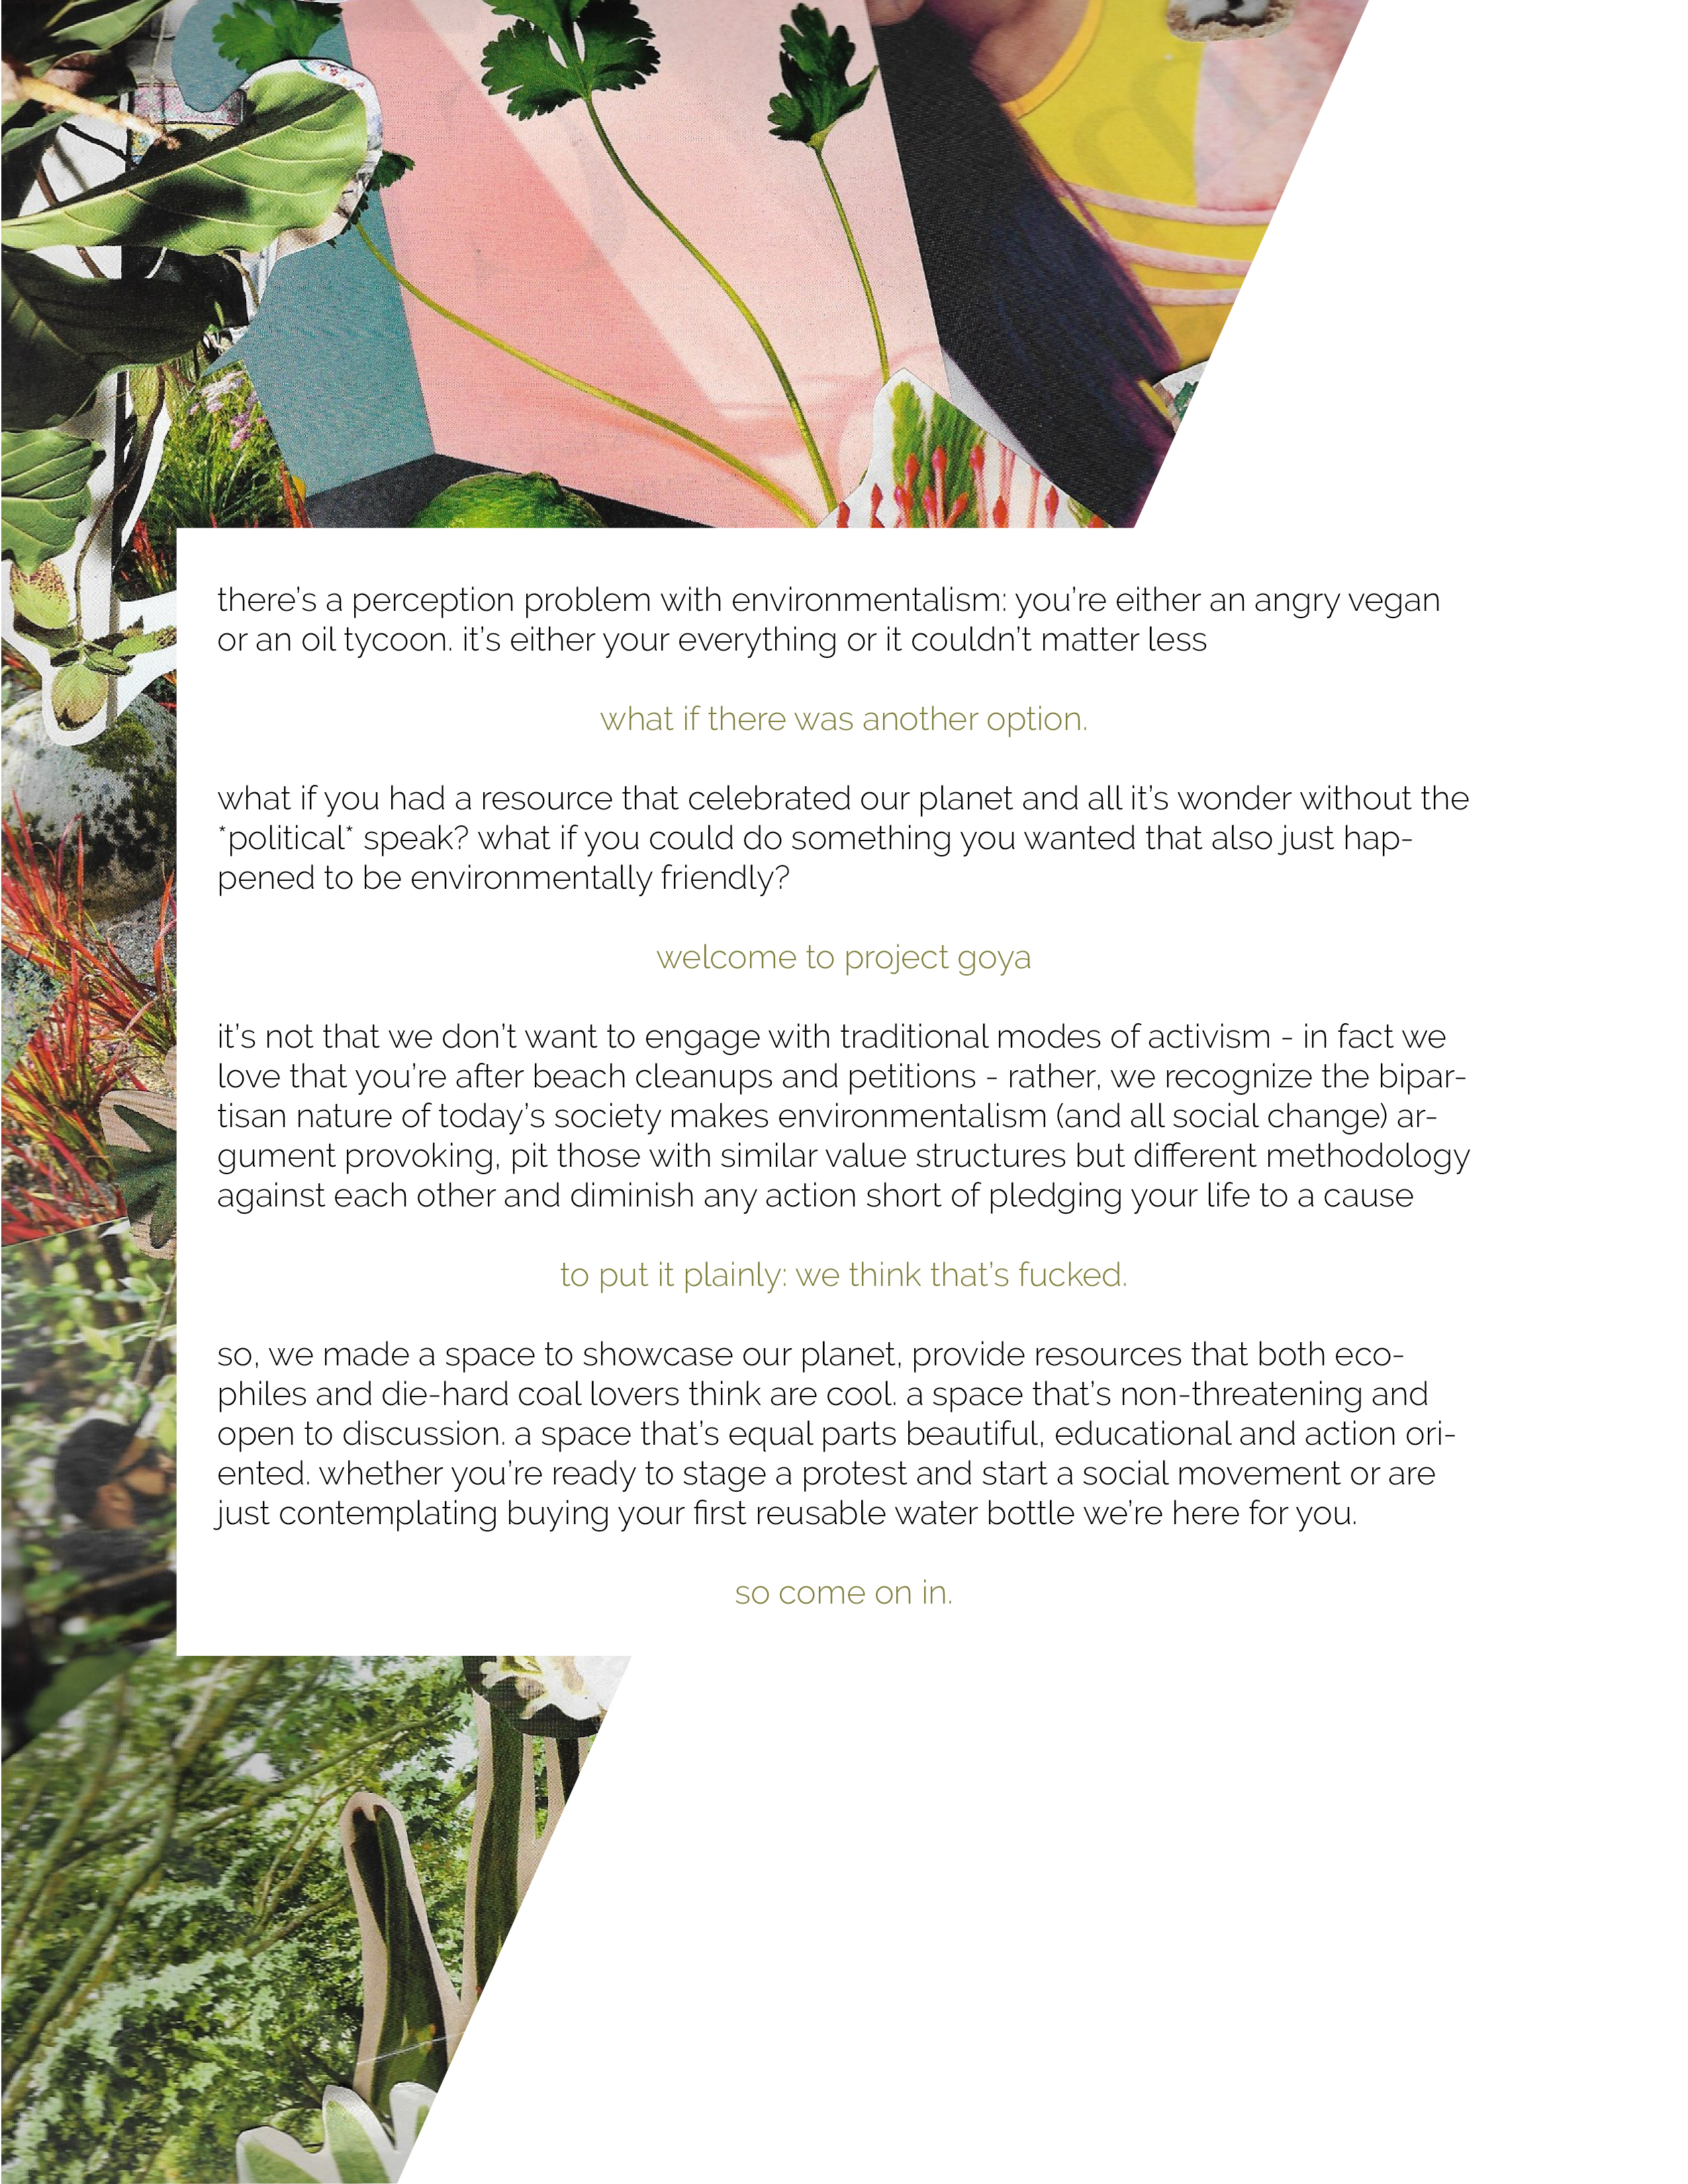 there’s a perception problem with environmentalism: you’re either an angry vegan
or an oil tycoon. it’s either your everything or it couldn’t matter less
what if there was another option.
what if you had a resource that celebrated our planet and all it’s wonder without the
*political* speak? what if you could do something you wanted that also just hap-
pened to be environmentally friendly?
welcome to project goya
it’s not that we don’t want to engage with traditional modes of activism - in fact we
love that you’re after beach cleanups and petitions - rather, we recognize the bipar-
tisan nature of today’s society makes environmentalism (and all social change) ar-
gument provoking, pit those with similar value structures but different methodology
against each other and diminish any action short of pledging your life to a cause
to put it plainly: we think that’s fucked.
so, we made a space to showcase our planet, provide resources that both eco-
philes and die-hard coal lovers think are cool. a space that’s non-threatening and
open to discussion. a space that’s equal parts beautiful, educational and action ori-
ented. whether you’re ready to stage a protest and start a social movement or are
just contemplating buying your first reusable water bottle we’re here for you.
so come on in.